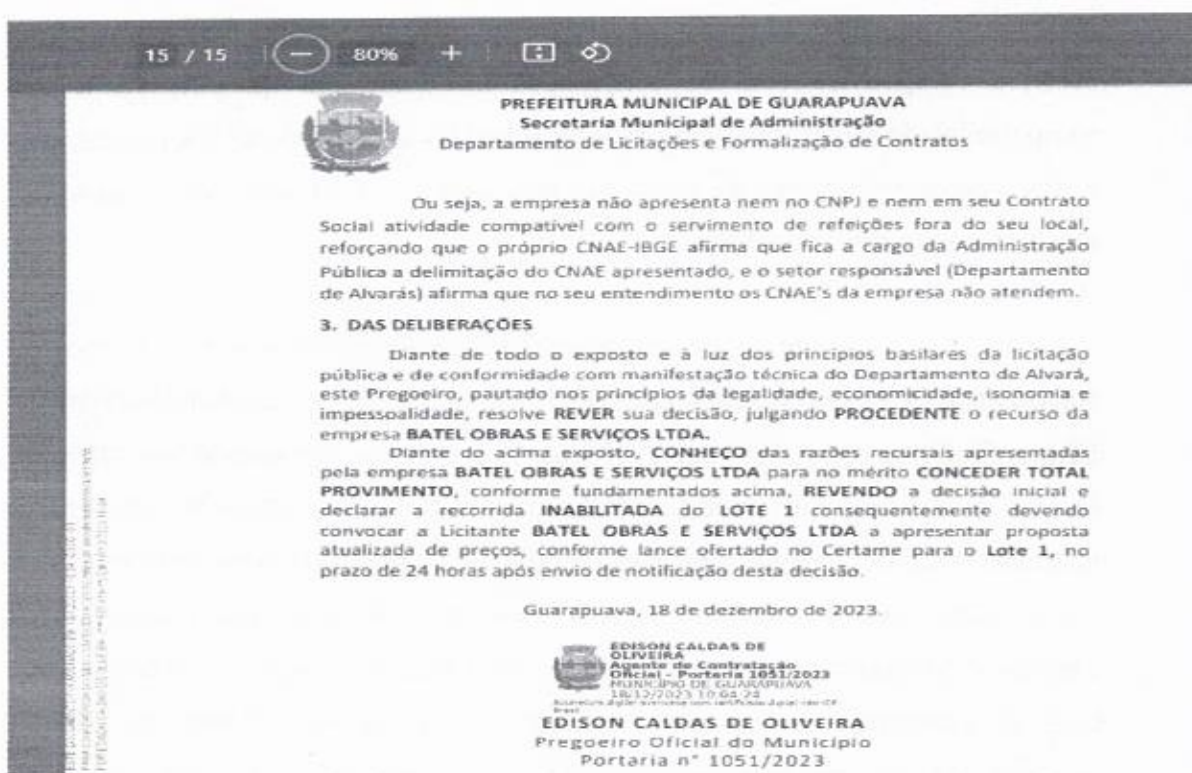 15 / 15
80%
PREFEITURA MUNICIPAL DE GUARAPUAVA
Secretaria Municipal de Administração
Departamento de Licitações e Formalização de Contratos
Ou seja, a empresa não apresenta nem no CNPJ e nem em seu Contrato
Social atividade compatível com o servimento de refeições fora do seu local,
reforçando que o próprio CNAE-IBGE afirma que fica a cargo da Administração
Pública a delimitação do CNAE apresentado, e o setor responsável (Departamento
de Alvarás) afirma que no seu entendimento os CNAE's da empresa não atendem.
3. DAS DELIBERAÇÕES
Diante de todo o exposto e à luz dos princípios basilares da licitação
pública e de conformidade com manifestação técnica do Departamento de Alvará,
este Pregoeiro, pautado nos princípios da legalidade, economicidade, isonomia e
impessoalidade, resolve REVER sua decisão, julgando PROCEDENTE o recurso da
empresa BATEL OBRAS E SERVIÇOS LTDA.
Diante do acima exposto, CONHEÇO das razões recursais apresentadas
pela empresa BATEL OBRAS E SERVIÇOS LTDA para no mérito CONCEDER TOTAL
PROVIMENTO, conforme fundamentados acima, REVENDO a decisão inicial e
declarar a recorrida INABILITADA do LOTE 1 consequentemente devendo
convocar a Licitante BATEL OBRAS E SERVIÇOS LTDA a apresentar proposta
atualizada de preços, conforme lance ofertado no Certame para o Lote 1, no
prazo de 24 horas após envio de notificação desta decisão.
Guarapuava, 18 de dezembro de 2023.
EDISON CALDAS DE
OLIVEIRA
Agente de Contratação
Oficial - Portaria 1051/2023
MUNICÍPIO DE GUARAPUAVA
18/12/2023 10:04:24
EDISON CALDAS DE OLIVEIRA
Pregoeiro Oficial do Município
Portaria n° 1051/2023